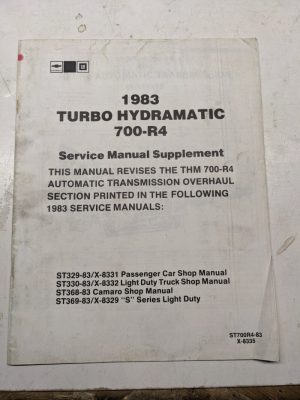 GM
1983
TURBO HYDRAMATIC
700-R4
Service Manual Supplement
THIS MANUAL REVISES THE THM 700-R4
AUTOMATIC TRANSMISSION OVERHAUL
SECTION PRINTED IN THE FOLLOWING
1983 SERVICE MANUALS:
ST329-83/X-8331 Passenger Car Shop Manual
ST330-83/X-8332 Light Duty Truck Shop Manual
ST368-83 Camaro Shop Manual
ST369-83/X-8329 "S" Series Light Duty
ST700R4-83
X-8335